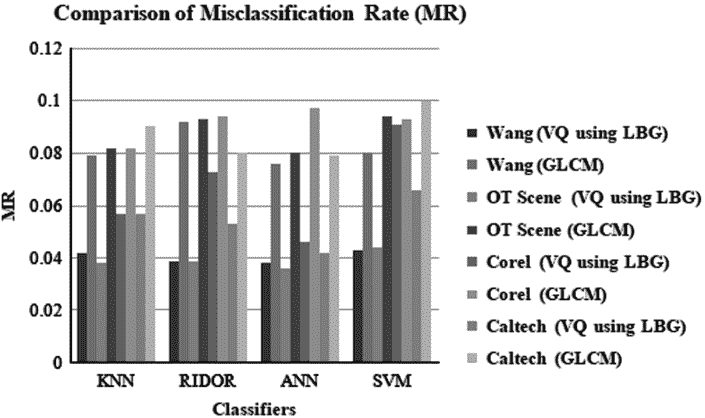 Comparison of Misclassification Rate (MR)
0.12
0.1
0.08
0.06
0.04
0.02
0
MR
KNN RIDOR ANN SVM
Classifiers
Wang (VQ using LBG)
Wang (GLCM)
OT Scene (VQ using LBG)
OT Scene (GLCM)
Corel (VQ using LBG)
Corel (GLCM)
Caltech (VQ using LBG)
Caltech (GLCM)